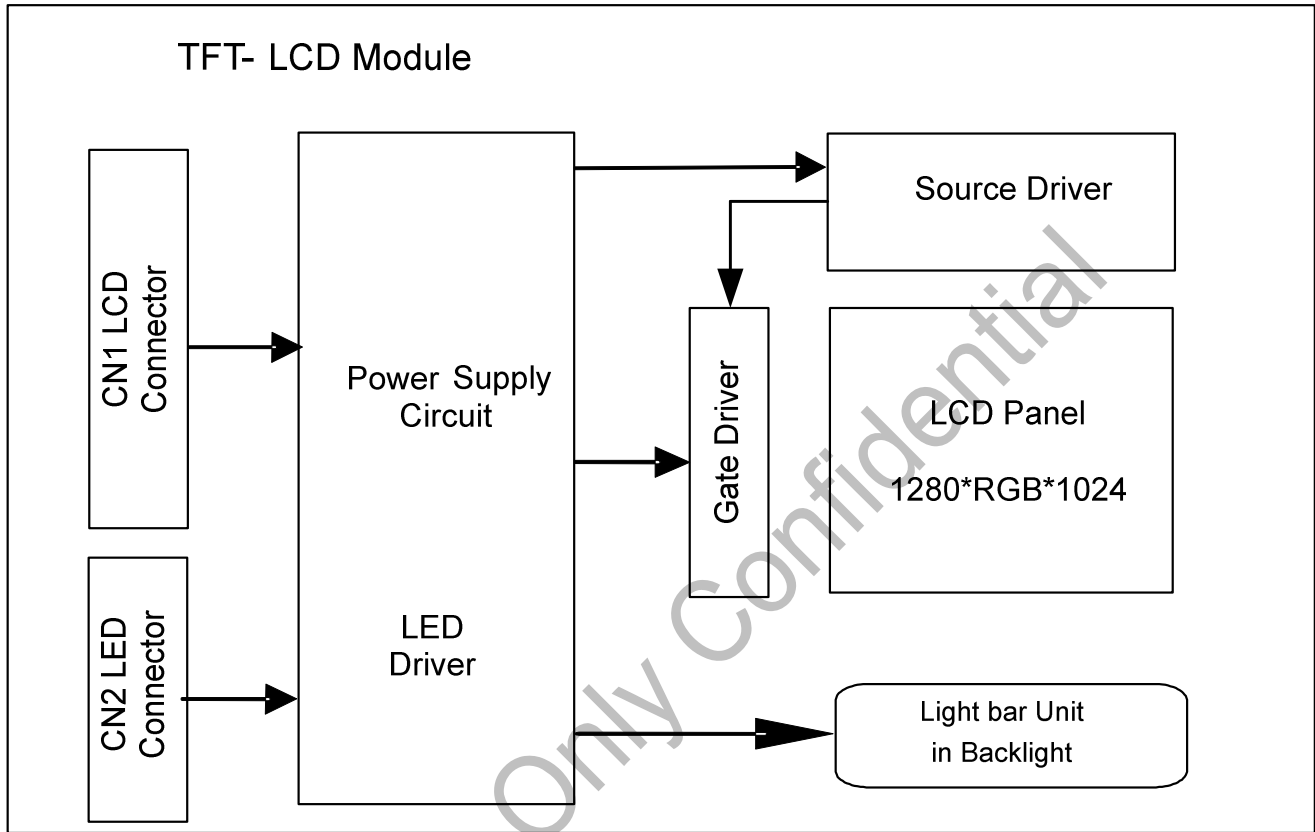 TFT- LCD Module
CN1 LCD
Connector
CN2 LED
Connector
Power Supply
Circuit
LED
Driver
Source Driver
Gate Driver
LCD Panel
1280*RGB*1024
Light bar Unit
in Backlight
Only Confidential